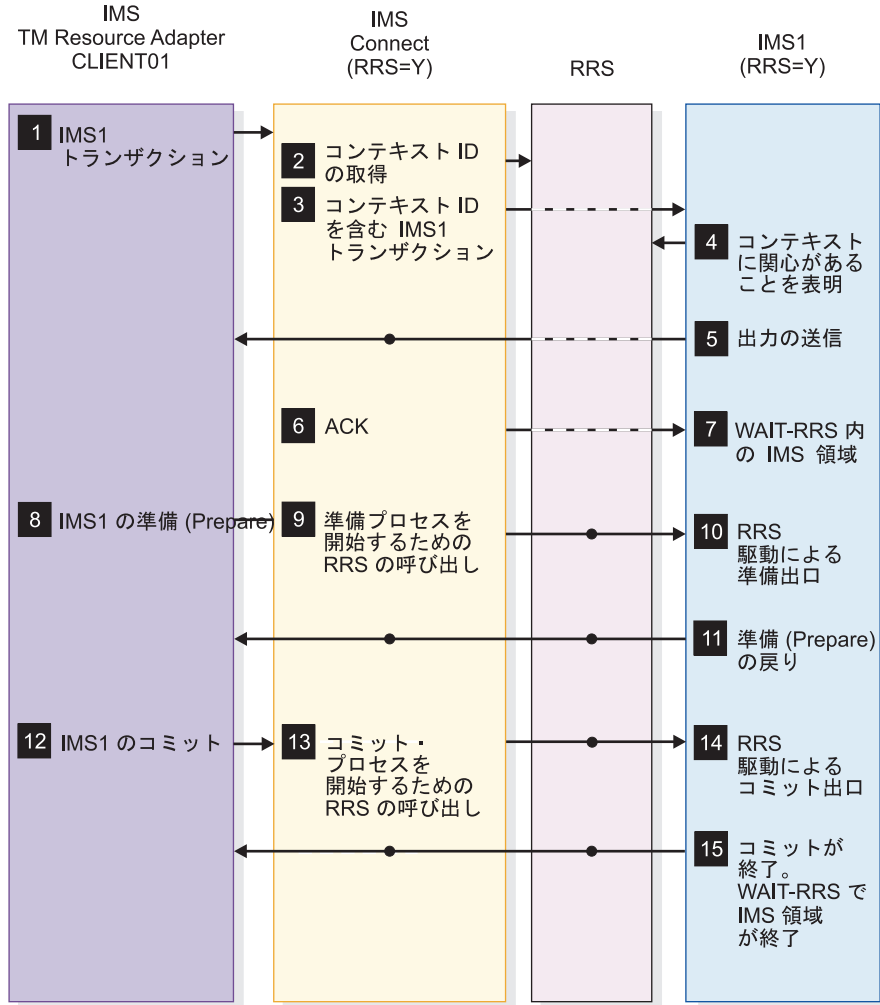 IMS
TM Resource Adapter
CLIENT01
IMS
Connect
(RRS=Y)
RRS
IMS1
(RRS=Y)
1 IMS1
トランザクション
2 コンテキスト ID
の取得
3 コンテキスト ID
を含む IMS1
トランザクション
4 コンテキスト
に関心がある
ことを表明
5 出力の送信
6 ACK
7 WAIT-RRS 内
の IMS 領域
8 IMS1 の準備 (Prepare)
9 準備プロセスを
開始するための
RRS の呼び出し
10 RRS
駆動による
準備出口
11 準備 (Prepare)
の戻り
12 IMS1 のコミット
13 コミット・
プロセスを
開始するための
RRS の呼び出し
14 RRS
駆動による
コミット出口
15 コミットが
終了。
WAIT-RRS で
IMS 領域
が終了